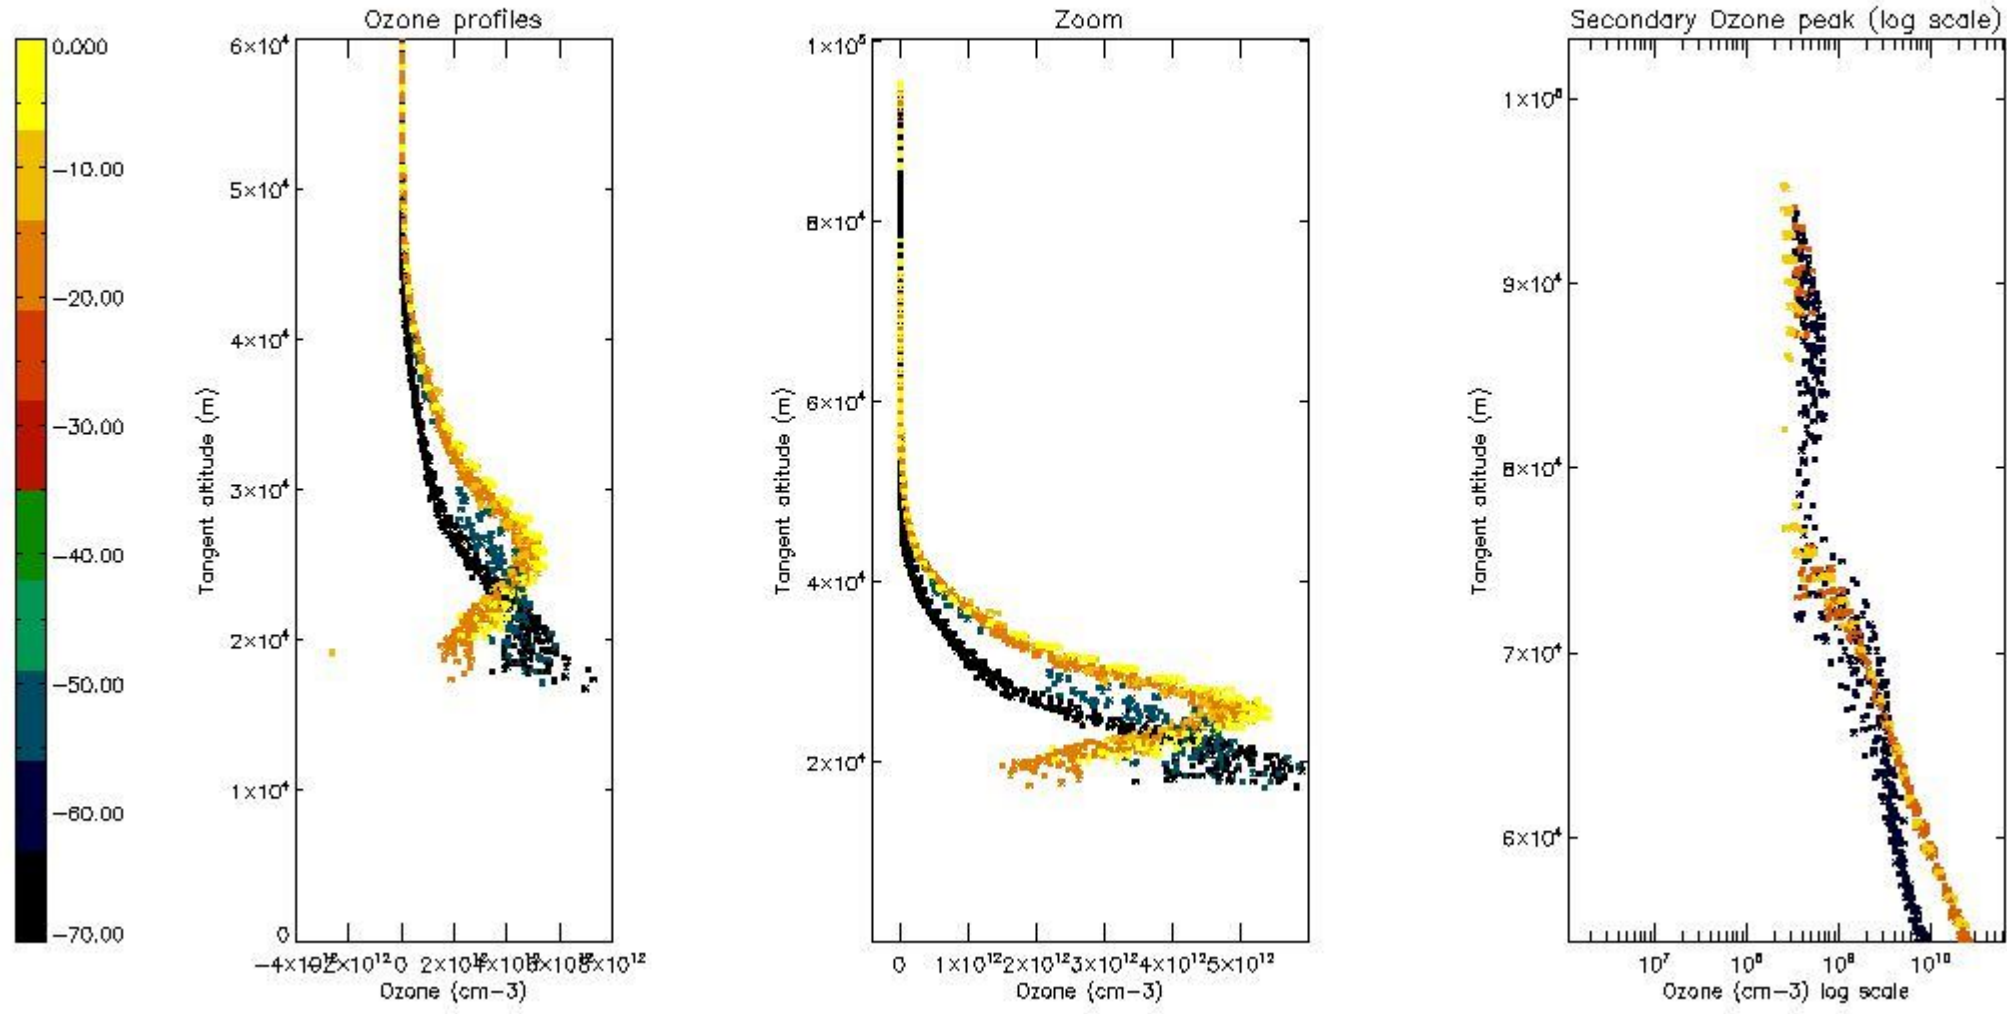 Ozone profiles
Zoom
Secondary Ozone peak (log scale)
0.000
−10.00
−20.00
−30.00
−40.00
−50.00
−60.00
−70.00
6×10⁴
5×10⁴
4×10⁴
3×10⁴
2×10⁴
1×10⁴
0
Tangent altitude (m)
0
Ozone (cm−3)
1×10⁵
8×10⁴
6×10⁴
4×10⁴
2×10⁴
Tangent altitude (m)
0 1×10¹² 2×10¹² 3×10¹² 4×10¹² 5×10¹²
Ozone (cm−3)
9×10⁴
8×10⁴
7×10⁴
6×10⁴
Tangent altitude (m)
10⁷ 10⁸ 10⁹ 10¹⁰
Ozone (cm−3) log scale